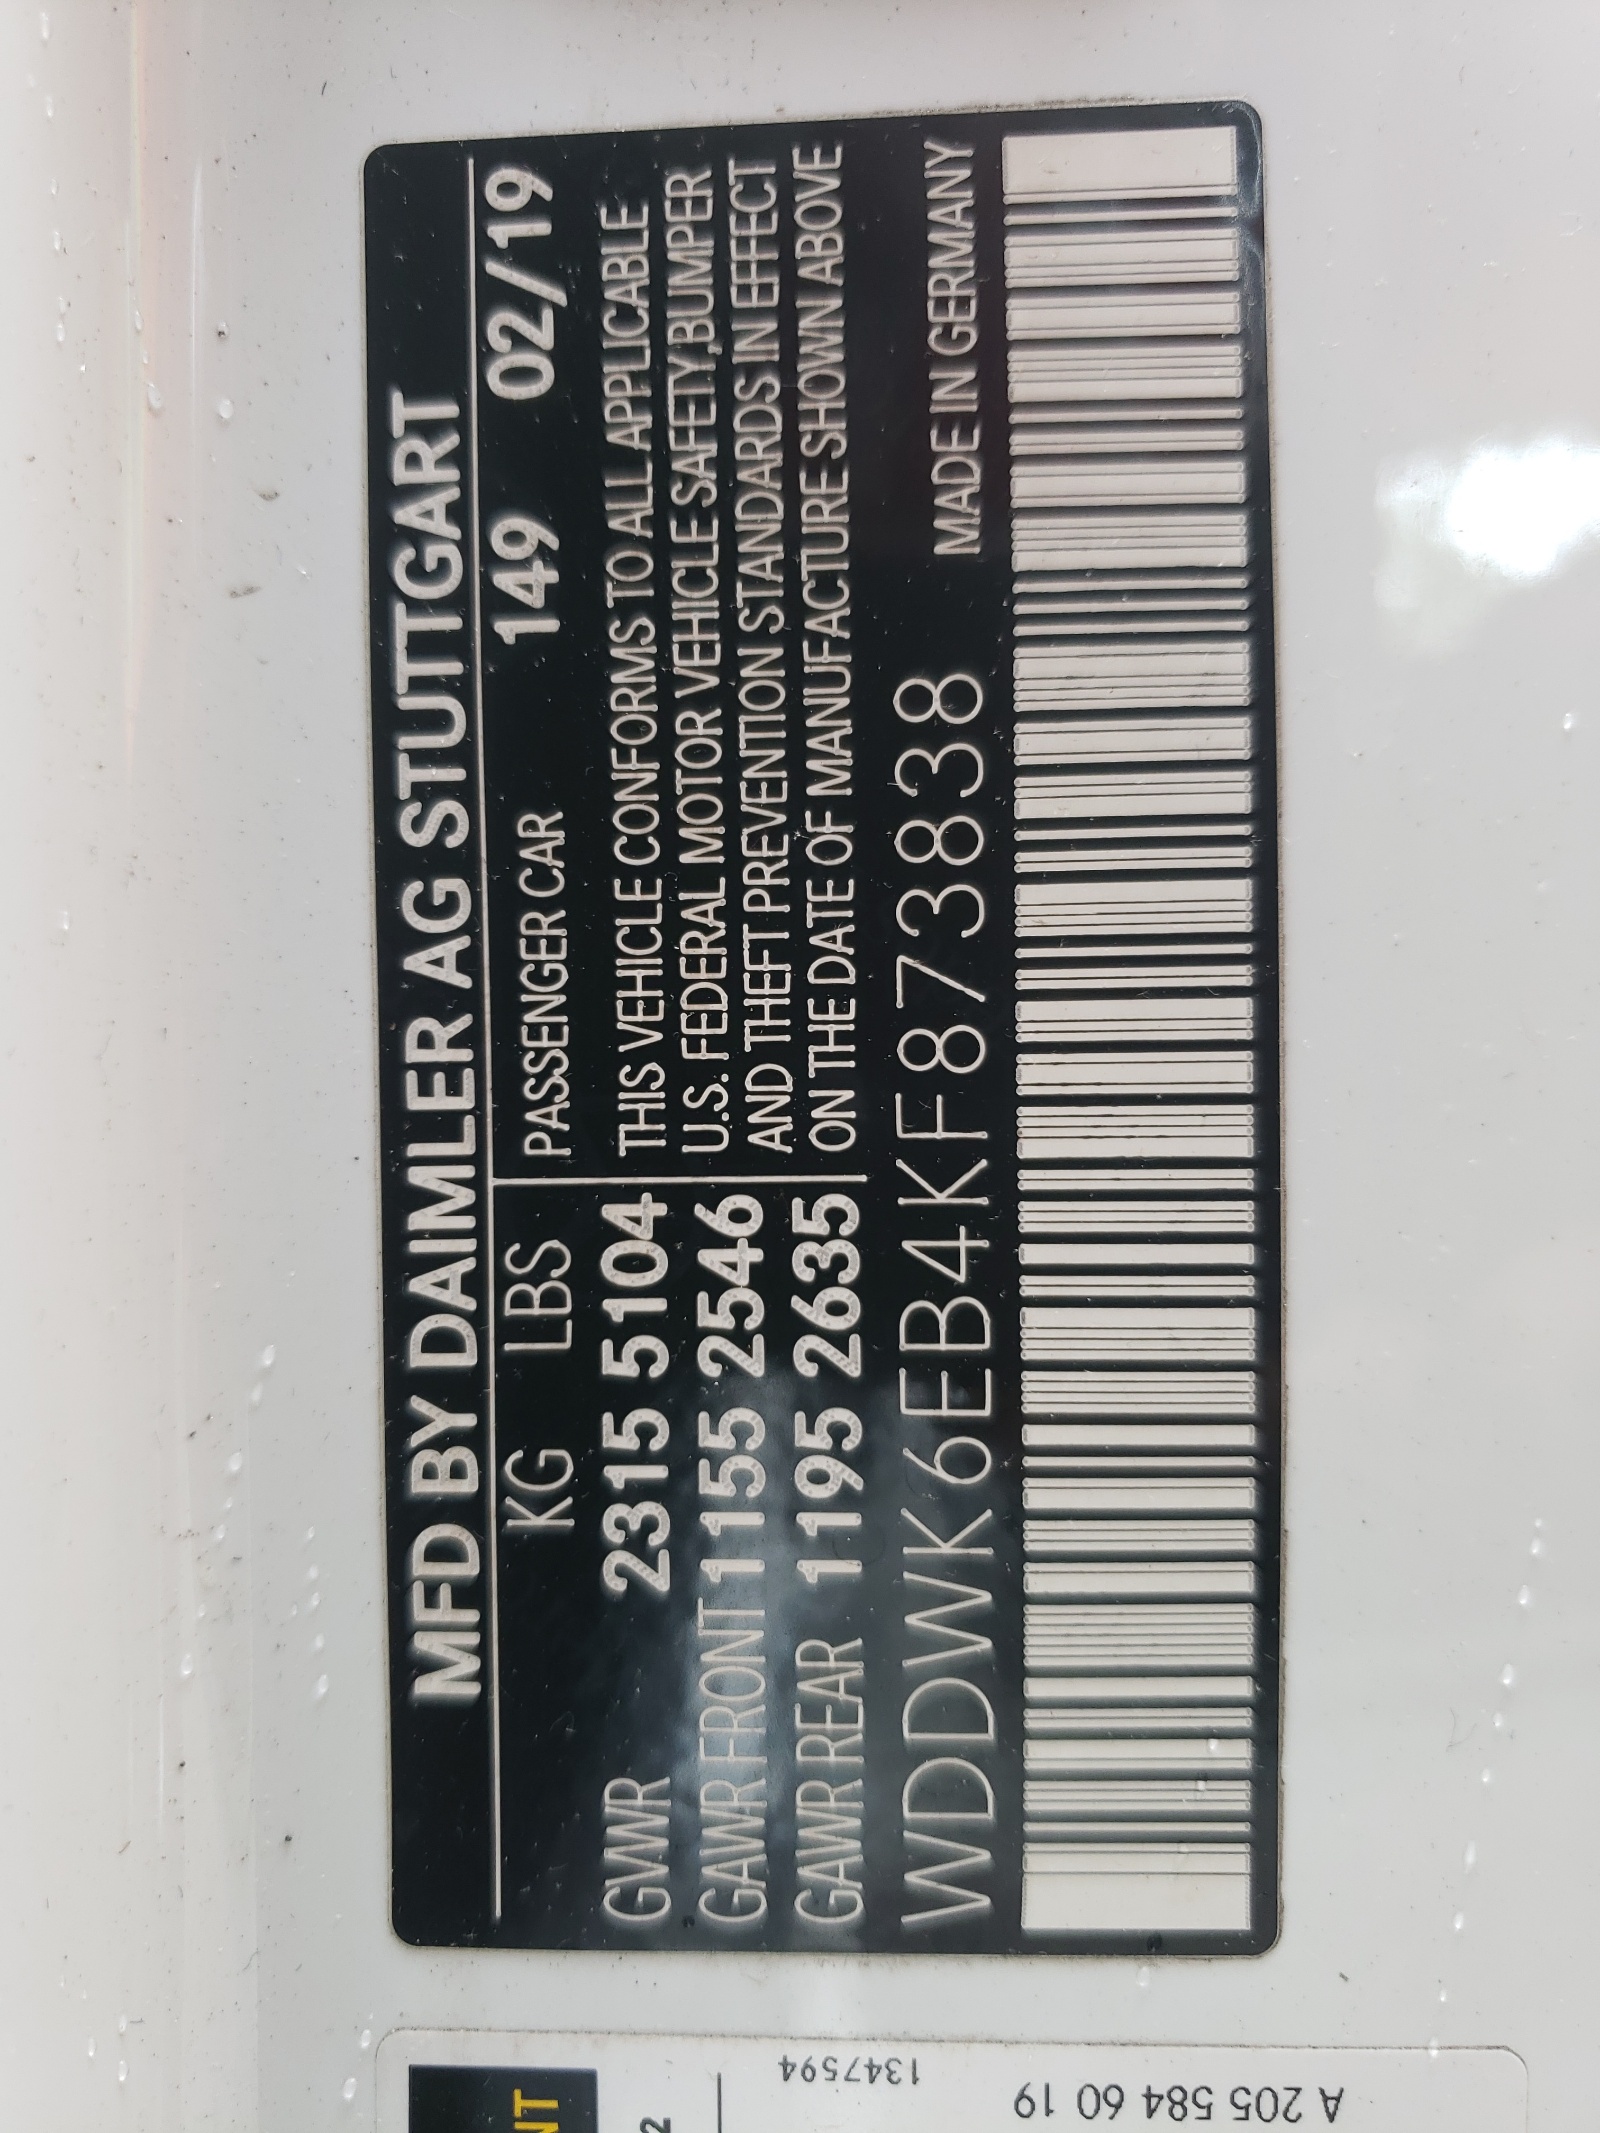 MFD BY DAIMLER AG STUTTGART
KG LBS PASSENGER CAR 149 02/19
GVWR 2315 5104
GAWR FRONT 1155 2546
GAWR REAR 1195 2635
THIS VEHICLE CONFORMS TO ALL APPLICABLE
U.S. FEDERAL MOTOR VEHICLE SAFETY,BUMPER
AND THEFT PREVENTION STANDARDS IN EFFECT
ON THE DATE OF MANUFACTURE SHOWN ABOVE
WDDWK6EB4KF873838 MADE IN GERMANY
NT
2
1347594
A 205 584 60 19